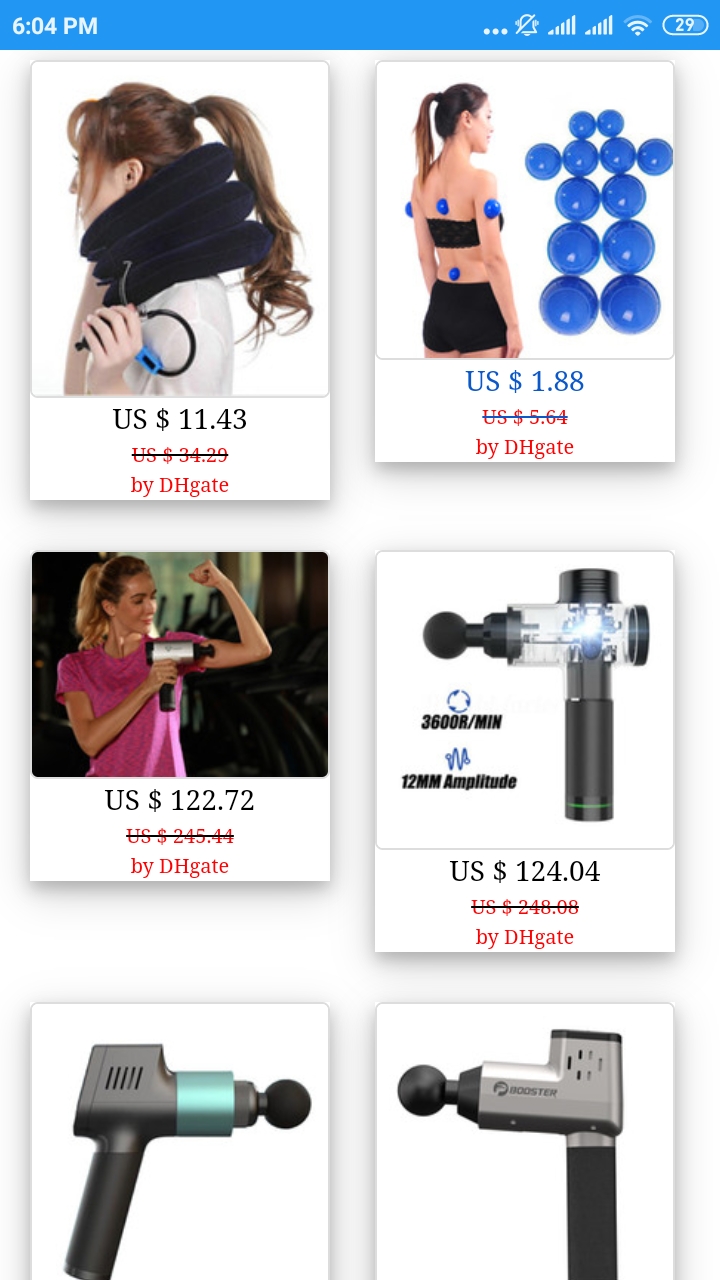 6:04 PM
29
US $ 11.43
US $ 34.29
by DHgate
US $ 1.88
US $ 5.64
by DHgate
US $ 122.72
US $ 245.44
by DHgate
3600R/MIN
12MM Amplitude
US $ 124.04
US $ 248.08
by DHgate
BOOSTER